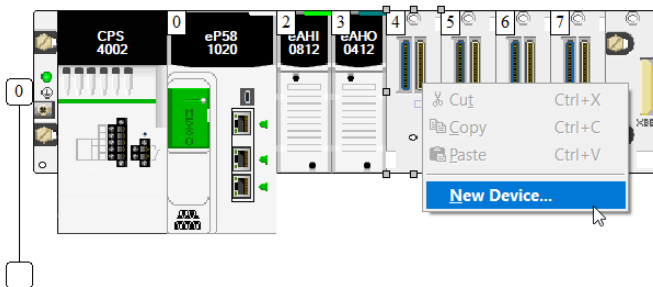 0
2
3
4
5
6
7
CPS
4002
eP58
1020
eAHI
0812
eAHO
0412
0
Cut Ctrl+X
Copy Ctrl+C
Paste Ctrl+V
New Device...